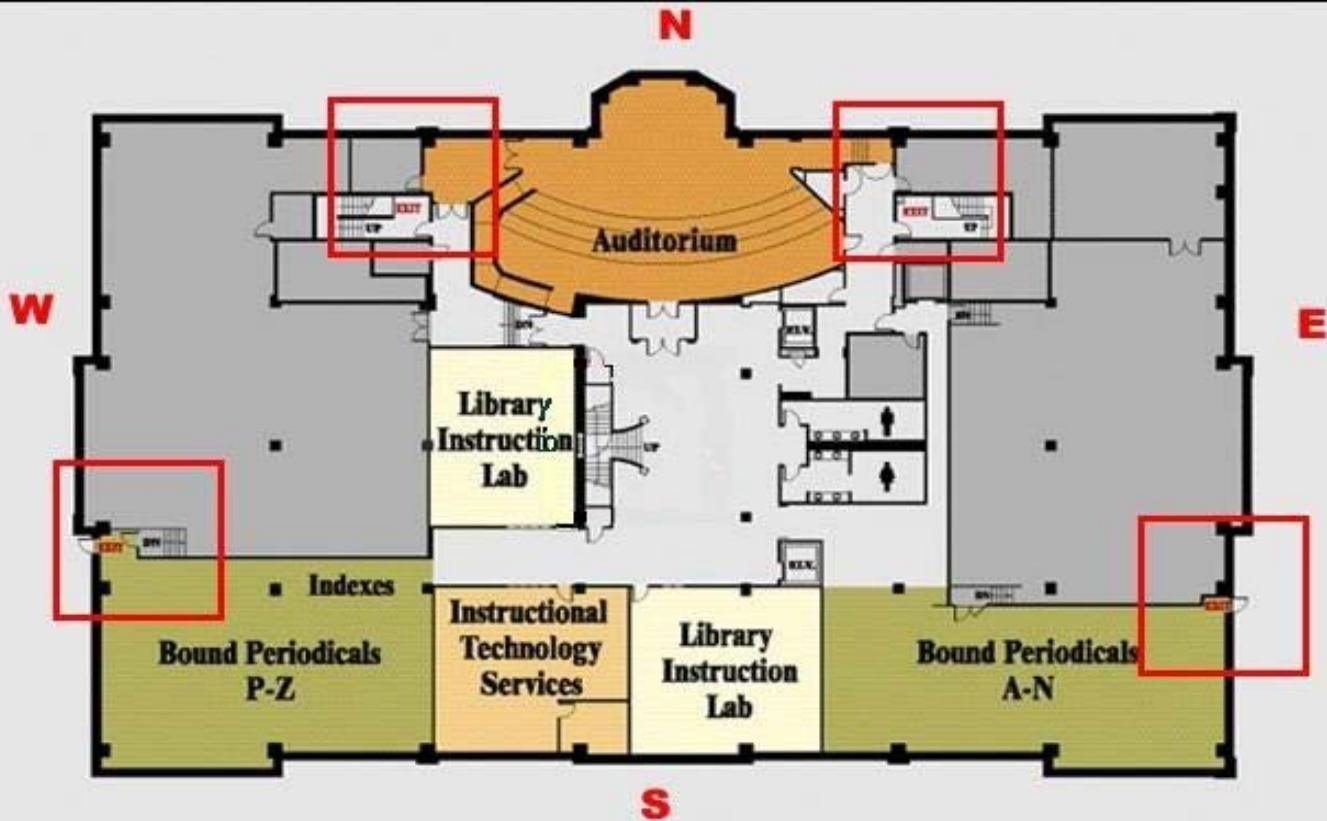 N
W
E
S
EXIT
UP
EXIT
UP
Auditorium
DN
ELV.
DN
Library
Instruction
Lab
UP
EXIT
DN
Indexes
Bound Periodicals
P-Z
Instructional
Technology
Services
ELV.
Library
Instruction
Lab
DN
EXIT
Bound Periodicals
A-N